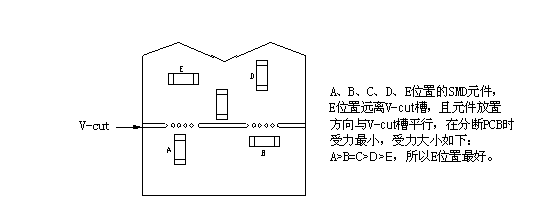 E
D
V-cut
A
B
A、B、C、D、E位置的SMD元件，
E位置远离V-cut槽，且元件放置
方向与V-cut槽平行，在分断PCB时
受力最小，受力大小如下：
A>B=C>D>E，所以E位置最好。